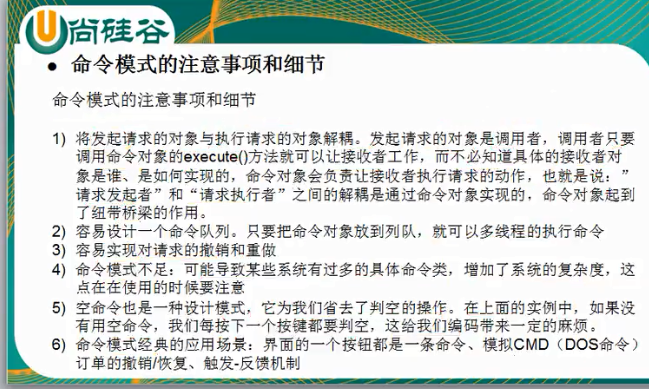 尚硅谷
● 命令模式的注意事项和细节
命令模式的注意事项和细节
1) 将发起请求的对象与执行请求的对象解耦。发起请求的对象是调用者，调用者只要
调用命令对象的execute()方法就可以让接收者工作，而不必知道具体的接收者对
象是谁、是如何实现的，命令对象会负责让接收者执行请求的动作，也就是说：”
请求发起者”和“请求执行者”之间的解耦是通过命令对象实现的，命令对象起到
了纽带桥梁的作用。
2) 容易设计一个命令队列。只要把命令对象放到列队，就可以多线程的执行命令
3) 容易实现对请求的撤销和重做
4) 命令模式不足：可能导致某些系统有过多的具体命令类，增加了系统的复杂度，这
点在在使用的时候要注意
5) 空命令也是一种设计模式，它为我们省去了判空的操作。在上面的实例中，如果没
有用空命令，我们每按下一个按键都要判空，这给我们编码带来一定的麻烦。
6) 命令模式经典的应用场景：界面的一个按钮都是一条命令、模拟CMD（DOS命令）
订单的撤销/恢复、触发-反馈机制